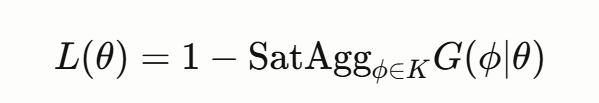 L(θ) = 1 − SatAgg_{ϕ∈K} G(ϕ|θ)